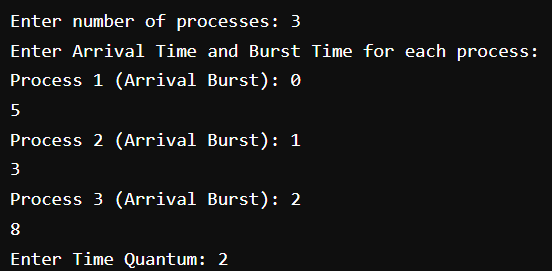 Enter number of processes: 3
Enter Arrival Time and Burst Time for each process:
Process 1 (Arrival Burst): 0
5
Process 2 (Arrival Burst): 1
3
Process 3 (Arrival Burst): 2
8
Enter Time Quantum: 2